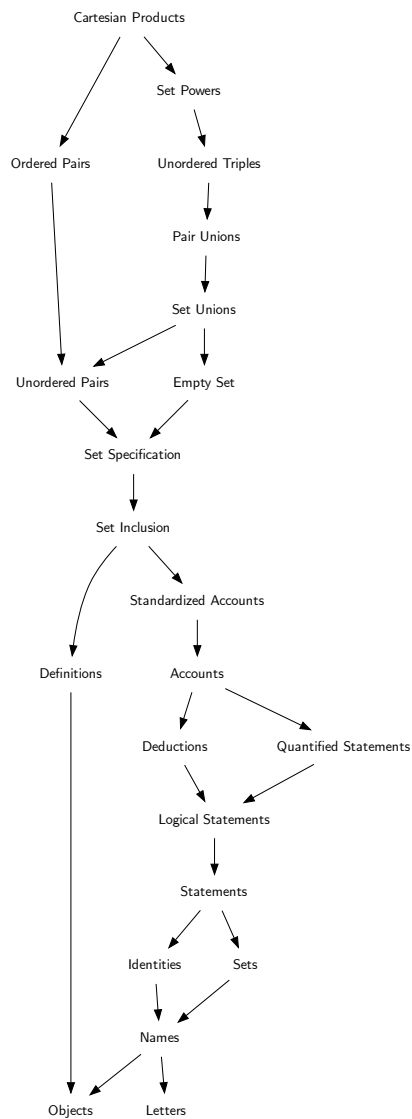 Cartesian Products
Set Powers
Ordered Pairs
Unordered Triples
Pair Unions
Set Unions
Unordered Pairs
Empty Set
Set Specification
Set Inclusion
Standardized Accounts
Definitions
Accounts
Deductions
Quantified Statements
Logical Statements
Statements
Identities
Sets
Names
Objects
Letters